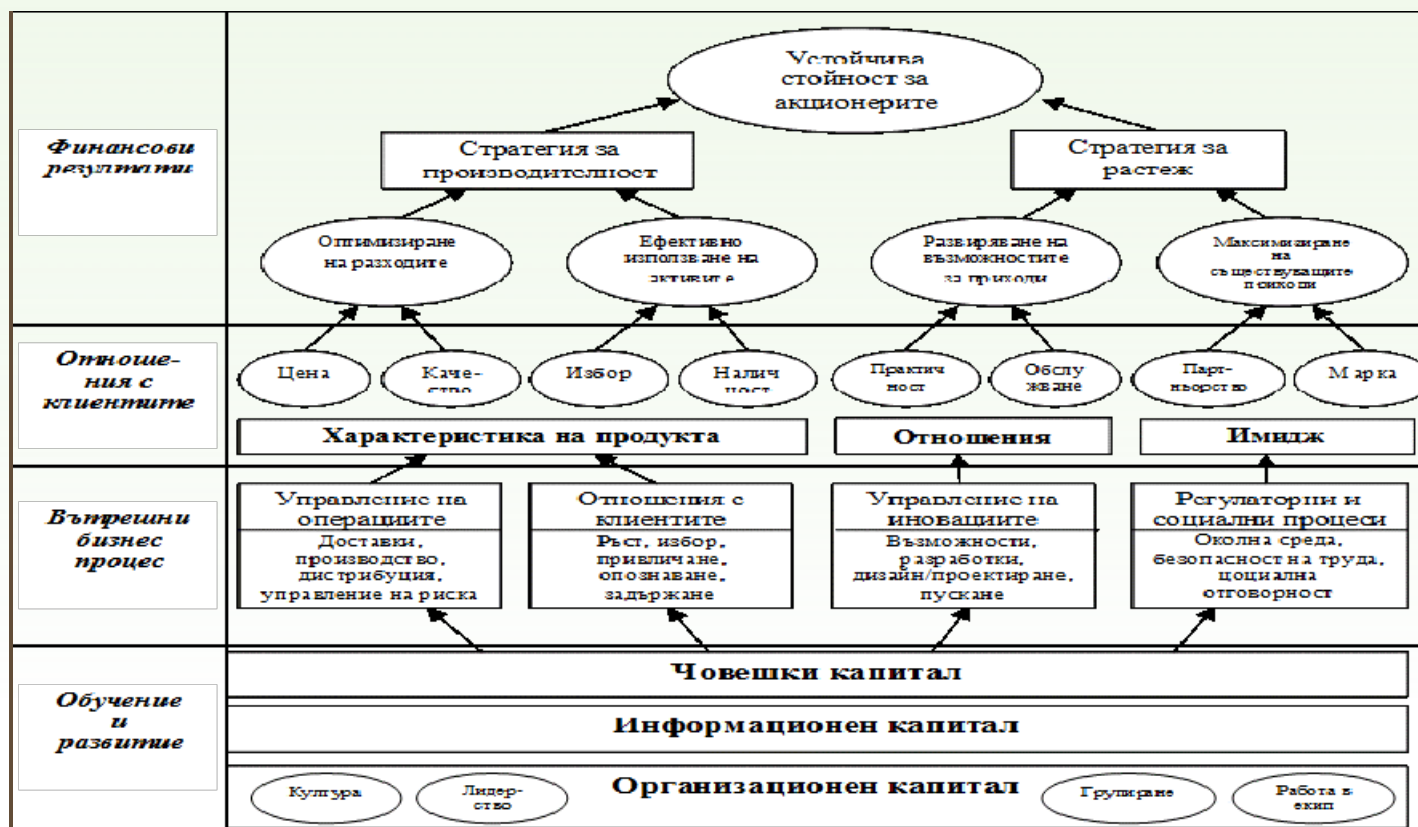 Финансови
резултати
Устойчива
стойност за
акционерите
Стратегия за
производителност
Стратегия за
растеж
Оптимизиране
на разходите
Ефективно
използване на
активите
Развиряване на
възможностите
за приходи
Максимизиране
на
съществуващите
приходи
Отноше-
ния с
клиентите
Цена
Каче-
ство
Избор
Налич
ност
Практич
ност
Обслу
жване
Парт-
ньорство
Марка
Характеристика на продукта
Отношения
Имидж
Вътрешни
бизнес
процес
Управление на
операциите
Доставки,
производство,
дистрибуция,
управление на риска
Отношения с
клиентите
Ръст, избор,
привличане,
опознаване,
задържане
Управление на
иновациите
Възможности,
разработки,
дизайн/проектиране,
пускане
Регулаторни и
социални процеси
Околна среда,
безопасност на труда,
цоциална
отговорност
Обучение
и
развитие
Човешки капитал
Информационен капитал
Организационен капитал
Култура
Лидер-
ство
Групиране
Работа в
екип